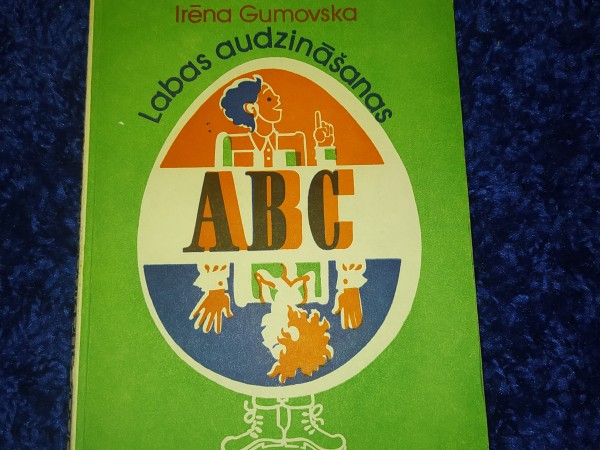 Irēna Gumovska
Labas audzināšanas
ABC